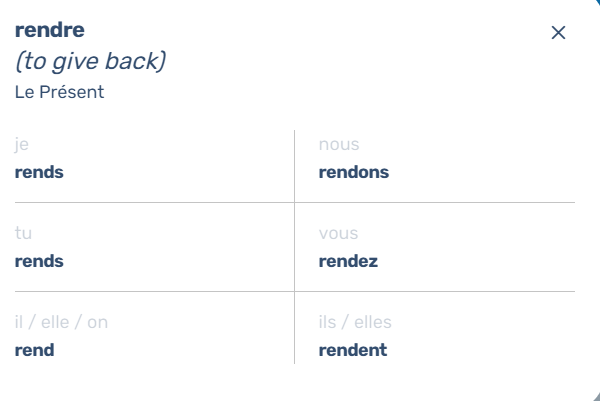 rendre
(to give back)
Le Présent
je
rends
nous
rendons
tu
rends
vous
rendez
il / elle / on
rend
ils / elles
rendent